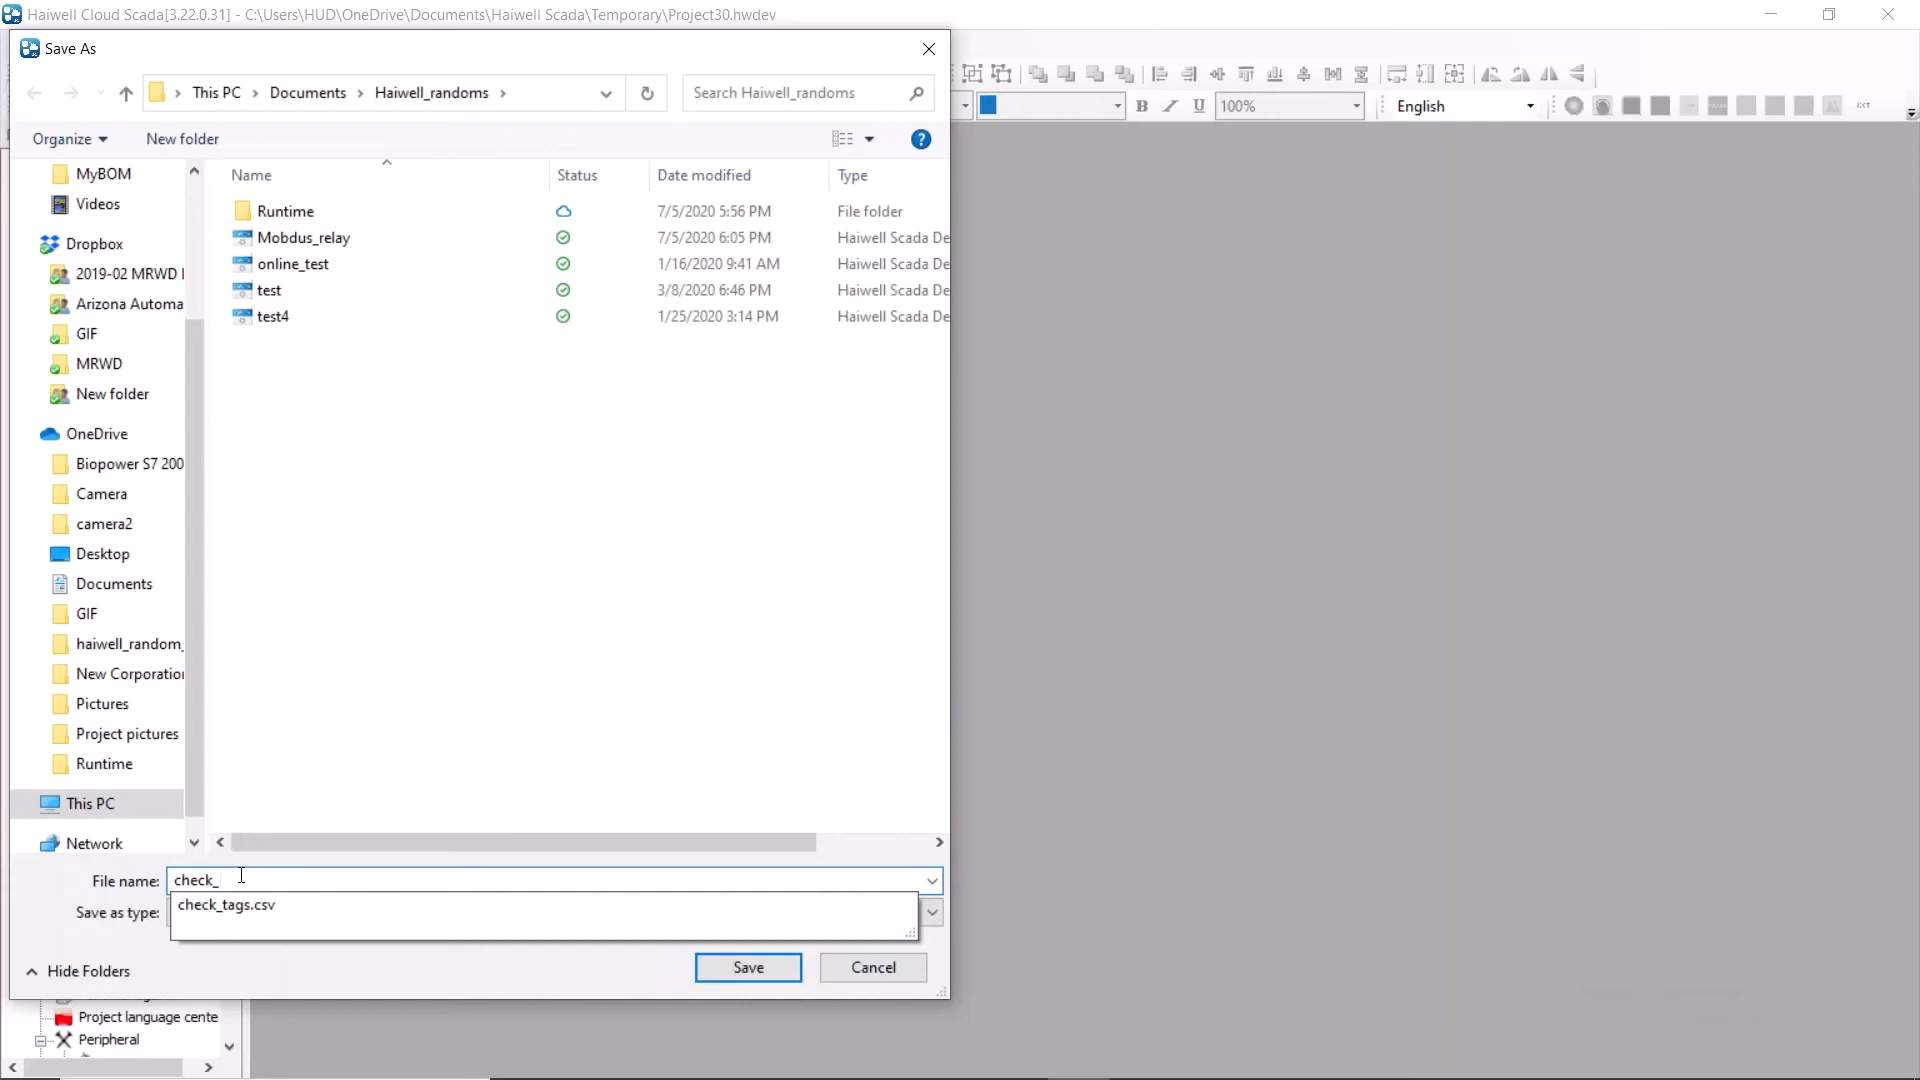 Haiwell Cloud Scada[3.22.0.31] - C:\Users\HUD\OneDrive\Documents\Haiwell Scada\Temporary\Project30.hwdev
Save As
This PC
Documents
Haiwell_randoms
Search Haiwell_randoms
B
I
U
100%
English
Organize
New folder
Name
Status
Date modified
Type
MyBOM
Videos
Dropbox
2019-02 MRWD
Arizona Automa
GIF
MRWD
New folder
OneDrive
Biopower S7 200
Camera
camera2
Desktop
Documents
GIF
haiwell_random_
New Corporation
Pictures
Project pictures
Runtime
This PC
Network
Runtime 7/5/2020 5:56 PM File folder
Mobdus_relay 7/5/2020 6:05 PM Haiwell Scada De
online_test 1/16/2020 9:41 AM Haiwell Scada De
test 3/8/2020 6:46 PM Haiwell Scada De
test4 1/25/2020 3:14 PM Haiwell Scada De
File name: check_
check_tags.csv
Save as type:
Hide Folders
Save
Cancel
Project language cente
Peripheral